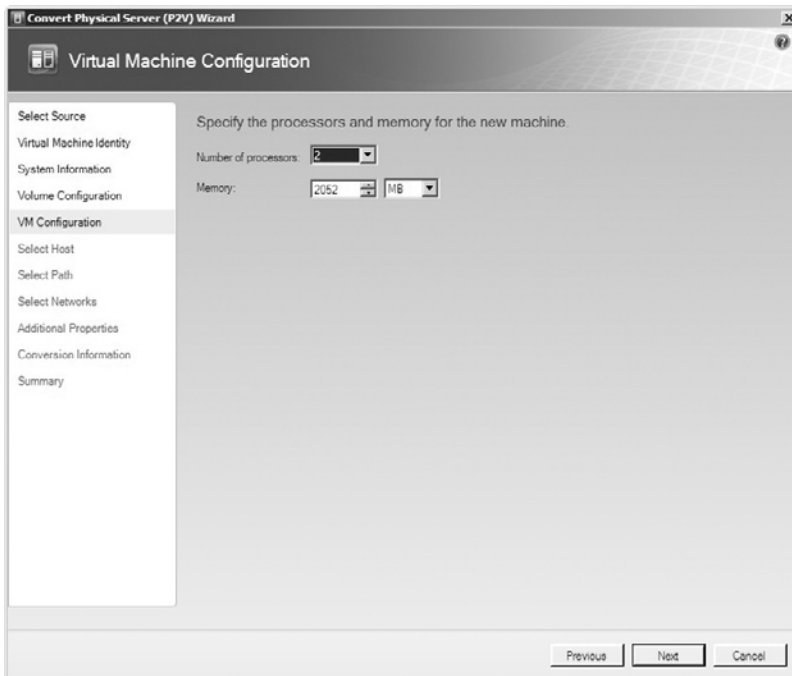 Convert Physical Server (P2V) Wizard
Virtual Machine Configuration
Select Source
Virtual Machine Identity
System Information
Volume Configuration
VM Configuration
Select Host
Select Path
Select Networks
Additional Properties
Conversion Information
Summary
Specify the processors and memory for the new machine.
Number of processors: 2
Memory: 2052 MB
Previous Next Cancel